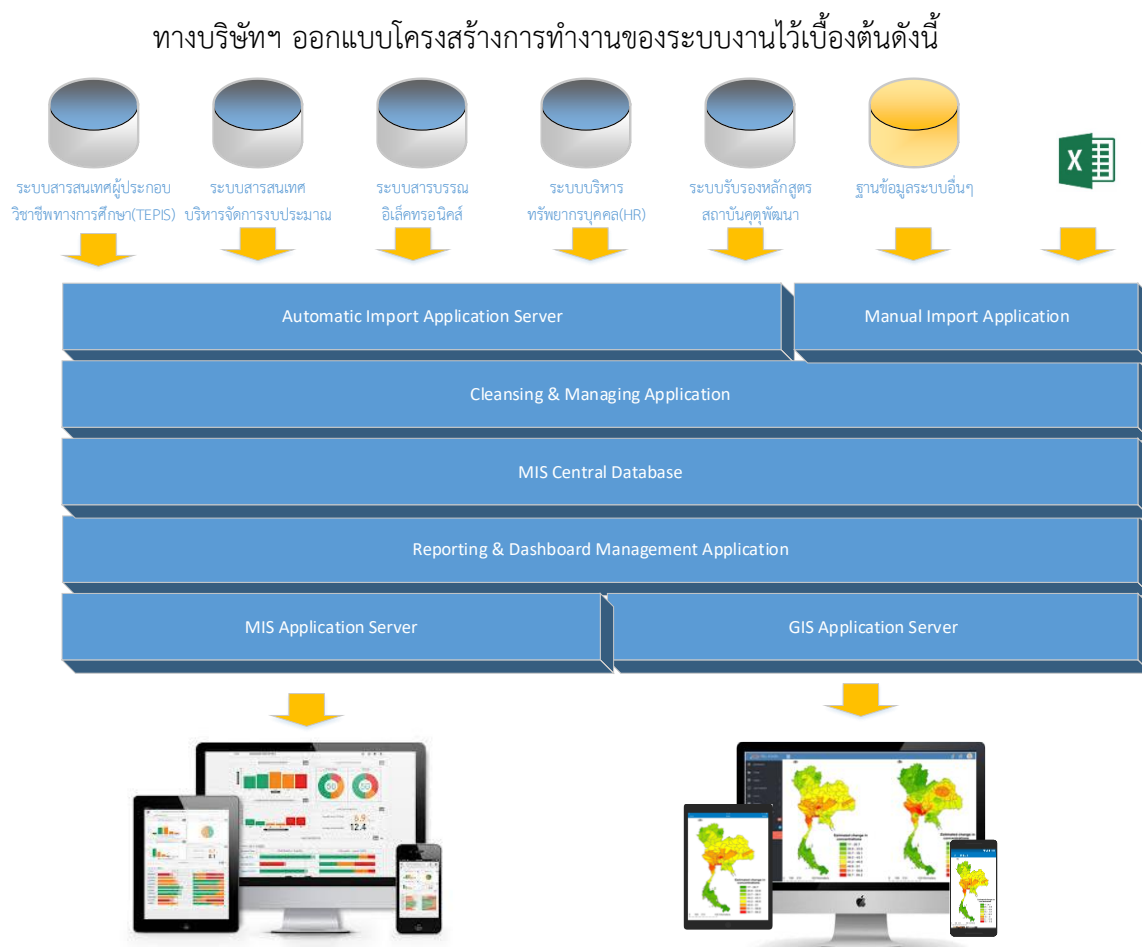 ทางบริษัทฯ ออกแบบโครงสร้างการทำงานของระบบงานไว้เบื้องต้นดังนี้
ระบบสารสนเทศผู้ประกอบ
วิชาชีพทางการศึกษา(TEPIS)
ระบบสารสนเทศ
บริหารจัดการงบประมาณ
ระบบสารบรรณ
อิเล็คทรอนิคส์
ระบบบริหาร
ทรัพยากรบุคคล(HR)
ระบบรับรองหลักสูตร
สถาบันคุตุพัฒนา
ฐานข้อมูลระบบอื่นๆ
X
Automatic Import Application Server
Manual Import Application
Cleansing & Managing Application
MIS Central Database
Reporting & Dashboard Management Application
MIS Application Server
GIS Application Server
50
50
6.9
12.4
Estimated change in
concentrations